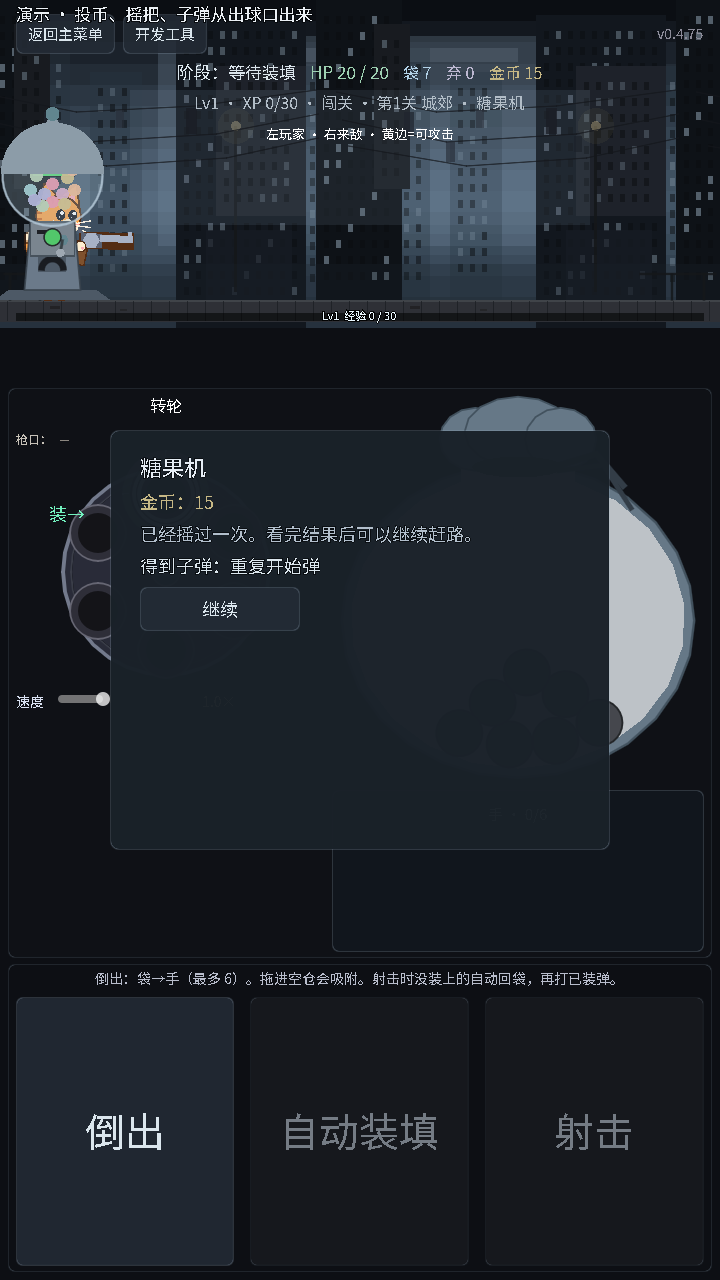 演示 · 投币、摇把、子弹从出球口出来
返回主菜单 开发工具
v0.4.75
阶段：等待装填 HP 20 / 20 袋 7 弃 0 金币 15
Lv1 · XP 0/30 · 闯关 · 第1关 城郊 · 糖果机
左玩家 · 右来敌 · 黄边=可攻击
Lv1 经验 0 / 30
转轮
枪口： —
糖果机
金币：15
装→
已经摇过一次。看完结果后可以继续赶路。
得到子弹：重复开始弹
继续
速度
倒出：袋→手（最多 6）。拖进空仓会吸附。射击时没装上的自动回袋，再打已装弹。
倒出 自动装填 射击